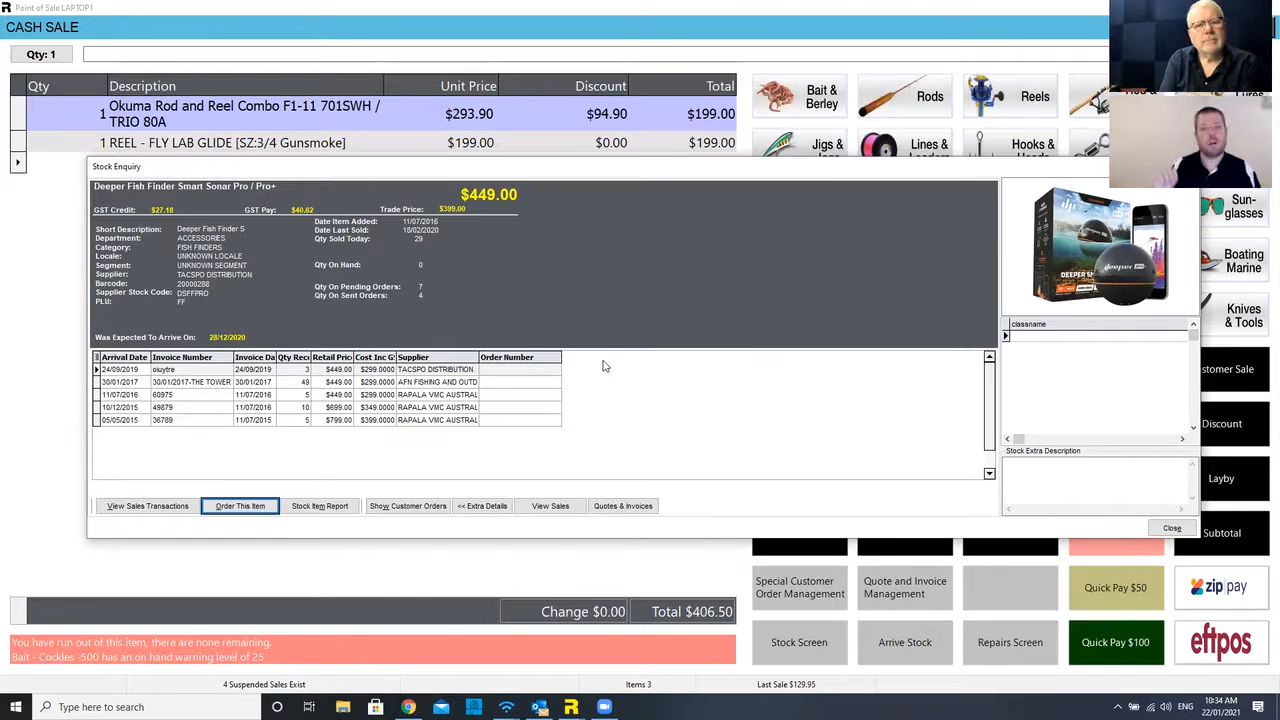 Point of Sale LAPTOP1
CASH SALE
Qty: 1
Qty Description Unit Price Discount Total
1 Okuma Rod and Reel Combo F1-11 701SWH / TRIO 80A $293.90 $94.90 $199.00
1 REEL - FLY LAB GLIDE [SZ:3/4 Gunsmoke] $199.00 $0.00 $199.00
Bait & Berley
Rods
Reels
Jigs &
Lines &
Hooks &
Sun-glasses
Boating Marine
Knives & Tools
Stock Enquiry
Deeper Fish Finder Smart Sonar Pro / Pro+
$449.00
GST Credit: $27.18 GST Pay: $40.82 Trade Price: $399.00
Short Description: Deeper Fish Finder S
Department: ACCESSORIES
Category: FISH FINDERS
Locale: UNKNOWN LOCALE
Segment: UNKNOWN SEGMENT
Supplier: TACSPO DISTRIBUTION
Barcode: 20000288
Supplier Stock Code: DSFFPRO
PLU: FF
Date Item Added: 11/07/2016
Date Last Sold: 18/02/2020
Qty Sold Today: 29
Qty On Hand: 0
Qty On Pending Orders: 7
Qty On Sent Orders: 4
Was Expected To Arrive On: 28/12/2020
Arrival Date Invoice Number Invoice Da Qty Rec Retail Pric Cost Inc G Supplier Order Number
24/09/2019 oiuytre 24/09/2019 3 $449.00 $299.0000 TACSPO DISTRIBUTION
30/01/2017 30/01/2017-THE TOWER 30/01/2017 49 $449.00 $299.0000 AFN FISHING AND OUTD
11/07/2016 60975 11/07/2016 5 $449.00 $299.0000 RAPALA VMC AUSTRAL
10/12/2015 49879 11/07/2016 10 $699.00 $349.0000 RAPALA VMC AUSTRAL
05/05/2015 36789 11/07/2015 5 $799.00 $399.0000 RAPALA VMC AUSTRAL
deeper
classname
Stock Extra Description
View Sales Transactions
Order This Item
Stock Item Report
Show Customer Orders
<< Extra Details
View Sales
Quotes & Invoices
Close
stomer Sale
Discount
Layby
Subtotal
Special Customer Order Management
Quote and Invoice Management
Quick Pay $50
zip pay
Change $0.00 Total $406.50
You have run out of this item, there are none remaining.
Bait - Cockles -500 has an on hand warning level of 25
Stock Screen
Arrive Stock
Repairs Screen
Quick Pay $100
eftpos
4 Suspended Sales Exist
Items 3
Last Sale $129.95
Type here to search
ENG
10:34 AM
22/01/2021